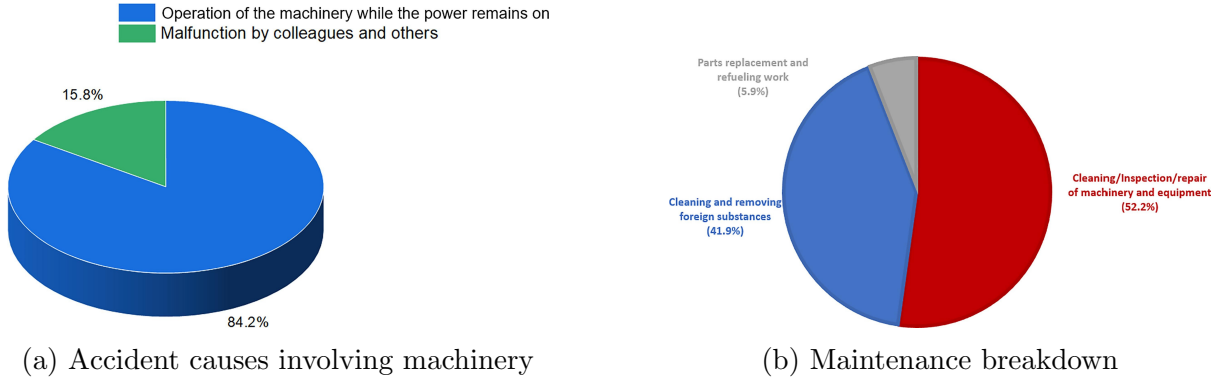 Operation of the machinery while the power remains on
Malfunction by colleagues and others
15.8%
84.2%
(a) Accident causes involving machinery
Parts replacement and
refueling work
(5.9%)
Cleaning/Inspection/repair
of machinery and equipment
(52.2%)
Cleaning and removing
foreign substances
(41.9%)
(b) Maintenance breakdown